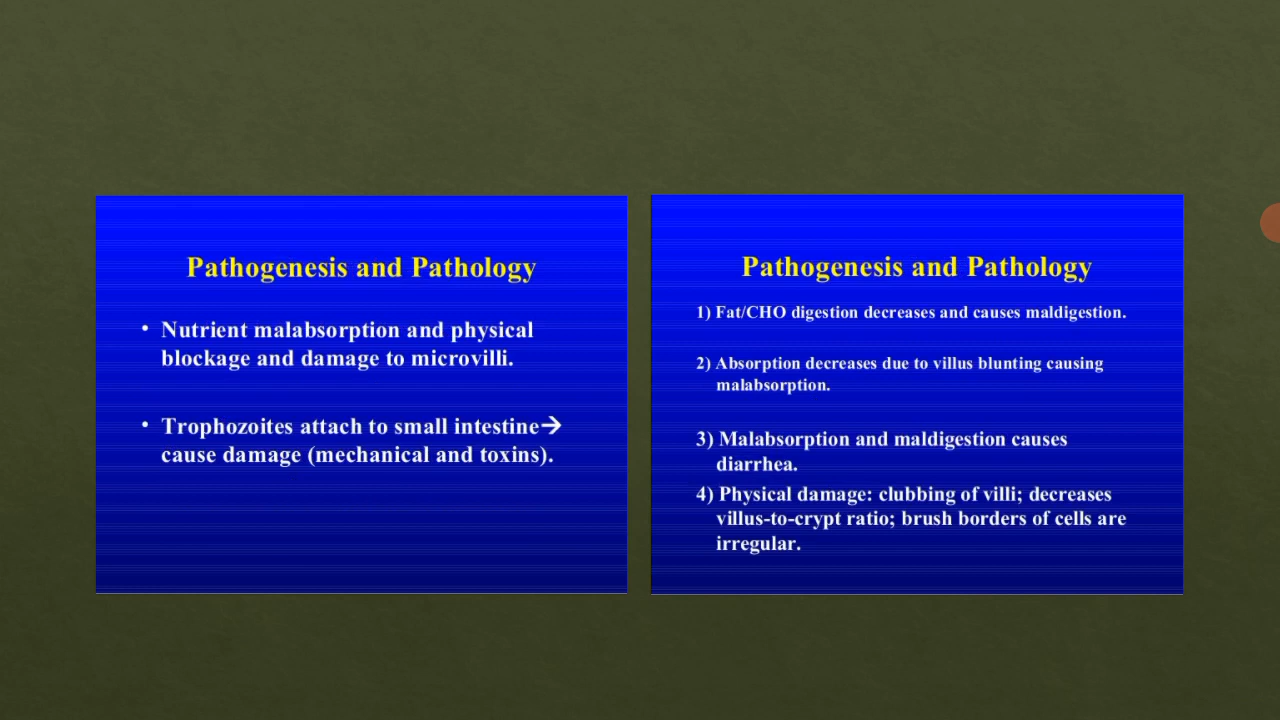 Pathogenesis and Pathology
• Nutrient malabsorption and physical
blockage and damage to microvilli.
• Trophozoites attach to small intestine→
cause damage (mechanical and toxins).
Pathogenesis and Pathology
1) Fat/CHO digestion decreases and causes maldigestion.
2) Absorption decreases due to villus blunting causing
malabsorption.
3) Malabsorption and maldigestion causes
diarrhea.
4) Physical damage: clubbing of villi; decreases
villus-to-crypt ratio; brush borders of cells are
irregular.